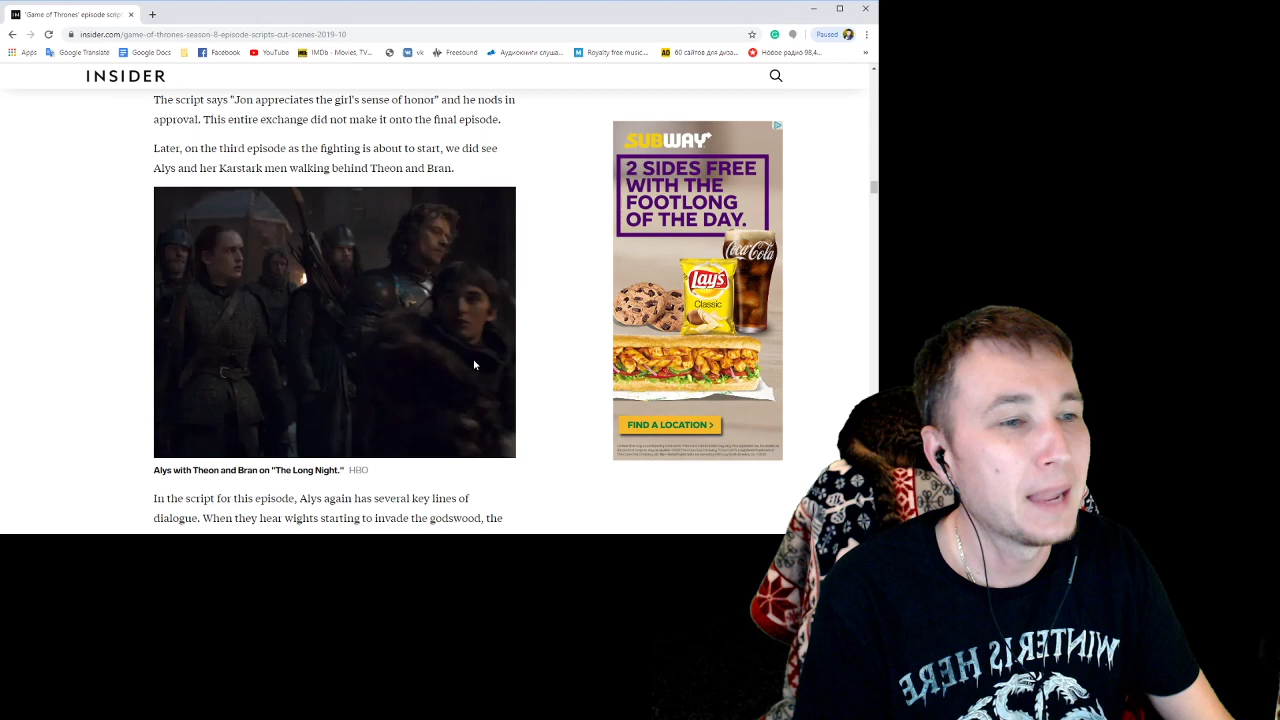 'Game of Thrones' episode scrip
insider.com/game-of-thrones-season-8-episode-scripts-cut-scenes-2019-10
Paused
Apps
Google Translate
Google Docs
Facebook
YouTube
IMDB - Movies, TV...
vk
Freesound
Аудиокниги слуша...
Royalty free music...
60 сайтов для диза...
Новое радио 98,4...
INSIDER
The script says "Jon appreciates the girl's sense of honor" and he nods in
approval. This entire exchange did not make it onto the final episode.
Later, on the third episode as the fighting is about to start, we did see
Alys and her Karstark men walking behind Theon and Bran.
SUBWAY
2 SIDES FREE
WITH THE
FOOTLONG
OF THE DAY.
Coca-Cola
Lay's
Classic
FIND A LOCATION >
Alys with Theon and Bran on "The Long Night." HBO
In the script for this episode, Alys again has several key lines of
dialogue. When they hear wights starting to invade the godswood, the
WINTER IS HERE